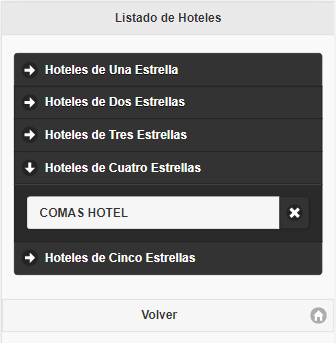 Listado de Hoteles
Hoteles de Una Estrella
Hoteles de Dos Estrellas
Hoteles de Tres Estrellas
Hoteles de Cuatro Estrellas
COMAS HOTEL
Hoteles de Cinco Estrellas
Volver